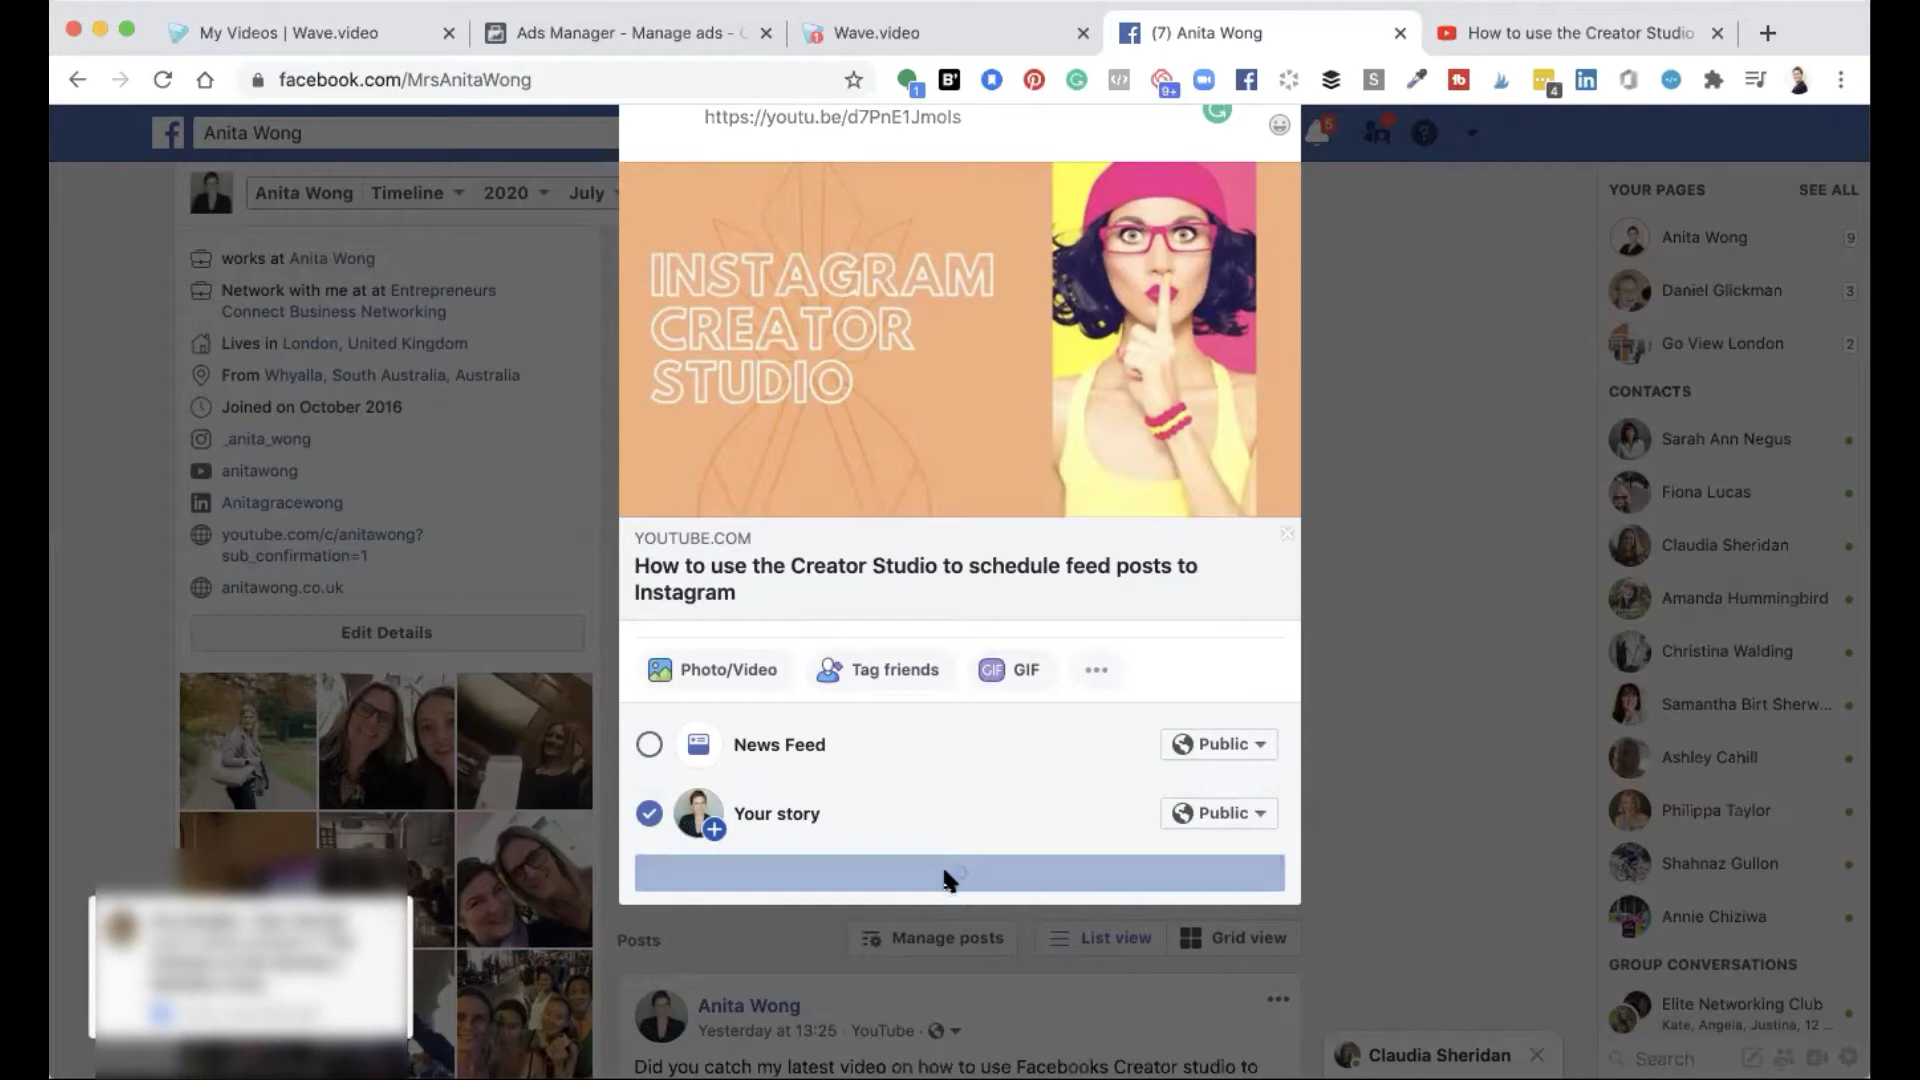 My Videos | Wave.video
Ads Manager - Manage ads -
Wave.video
(7) Anita Wong
How to use the Creator Studio
facebook.com/MrsAnitaWong
1
9+
4
Anita Wong
https://youtu.be/d7PnE1Jmols
5
Anita Wong Timeline 2020 July
works at Anita Wong
Network with me at at Entrepreneurs
Connect Business Networking
Lives in London, United Kingdom
From Whyalla, South Australia, Australia
Joined on October 2016
_anita_wong
anitawong
Anitagracewong
youtube.com/c/anitawong?
sub_confirmation=1
anitawong.co.uk
Edit Details
INSTAGRAM
CREATOR
STUDIO
YOUTUBE.COM
How to use the Creator Studio to schedule feed posts to
Instagram
Photo/Video Tag friends GIF GIF
News Feed Public
Your story Public
Posts Manage posts List view Grid view
Anita Wong
Yesterday at 13:25 · YouTube ·
Did you catch my latest video on how to use Facebooks Creator studio to
YOUR PAGES SEE ALL
Anita Wong 9
Daniel Glickman 3
Go View London 2
CONTACTS
Sarah Ann Negus
Fiona Lucas
Claudia Sheridan
Amanda Hummingbird
Christina Walding
Samantha Birt Sherw...
Ashley Cahill
Philippa Taylor
Shahnaz Gullon
Annie Chiziwa
GROUP CONVERSATIONS
Elite Networking Club
Kate, Angela, Justina, 12 ...
Claudia Sheridan
Search